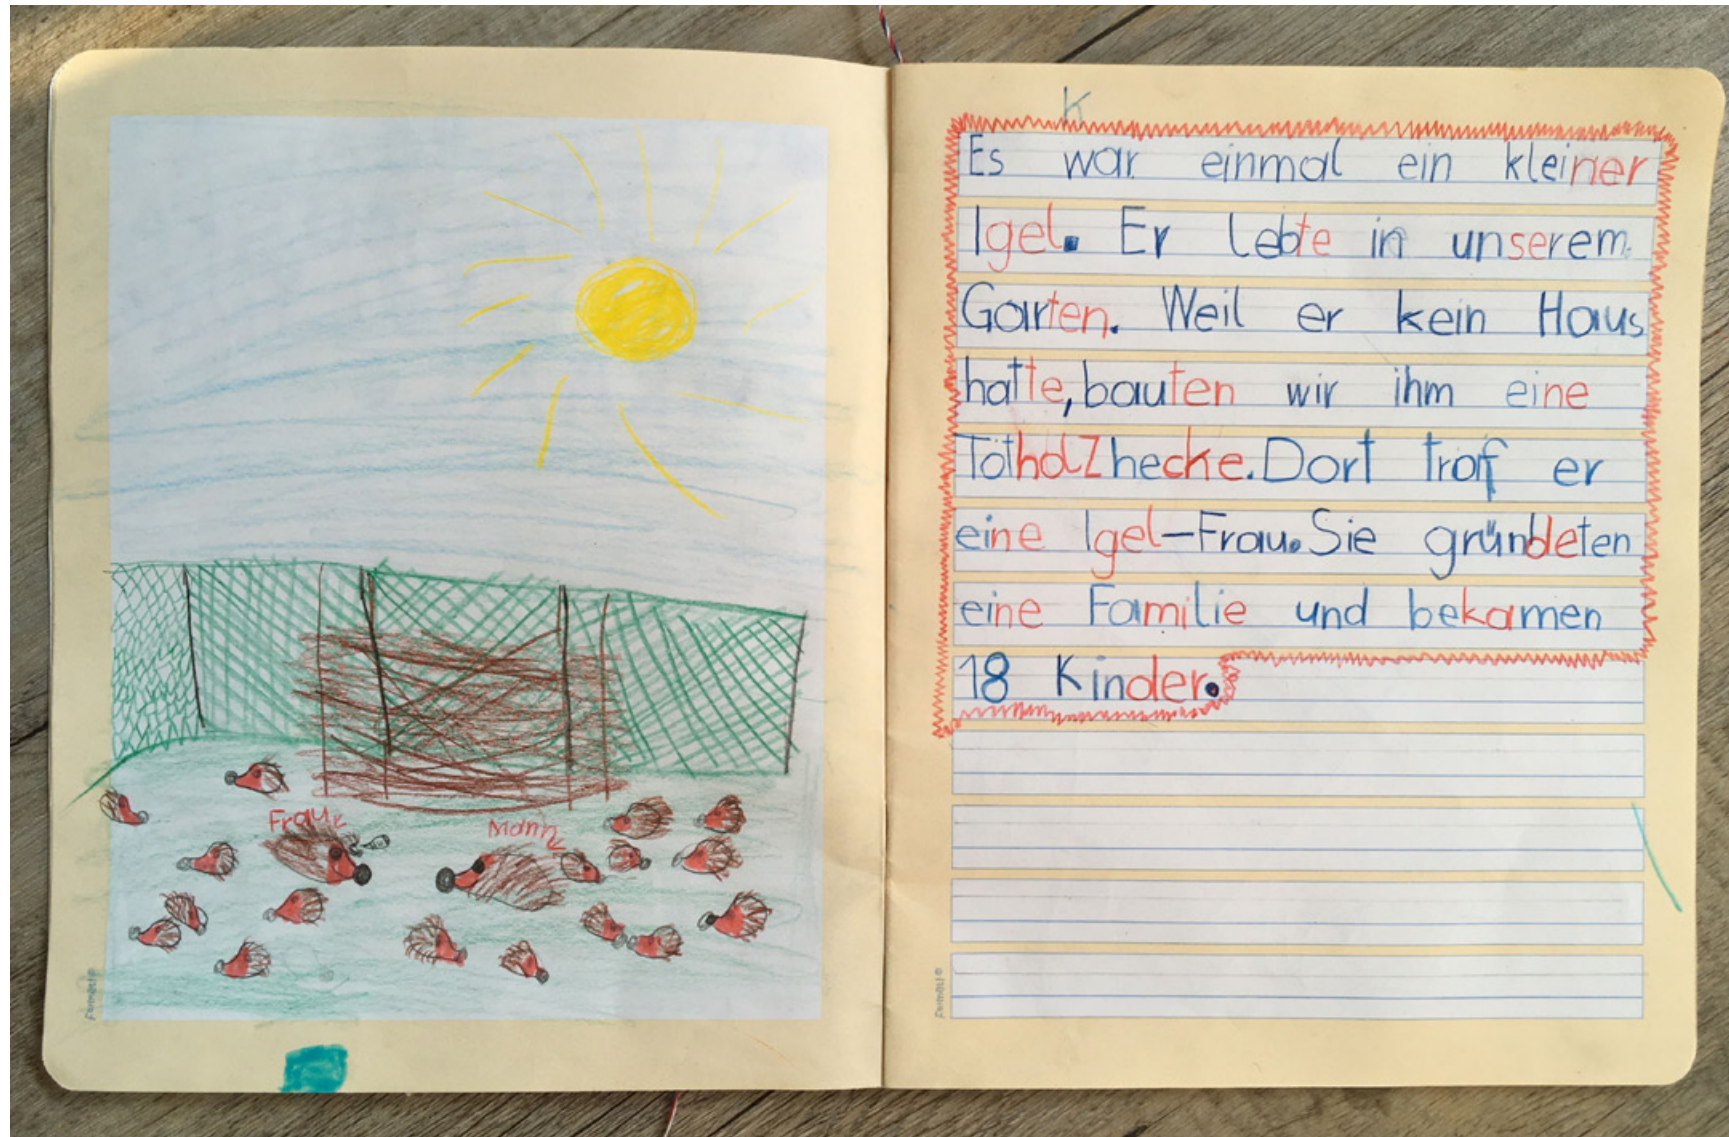 Frau
Mann
K
Es war einmal ein kleiner
Igel. Er lebte in unserem
Garten. Weil er kein Haus
hatte, bauten wir ihm eine
TotholZhecke. Dort traf er
eine Igel-Frau. Sie gründeten
eine Familie und bekamen
18 Kinder.